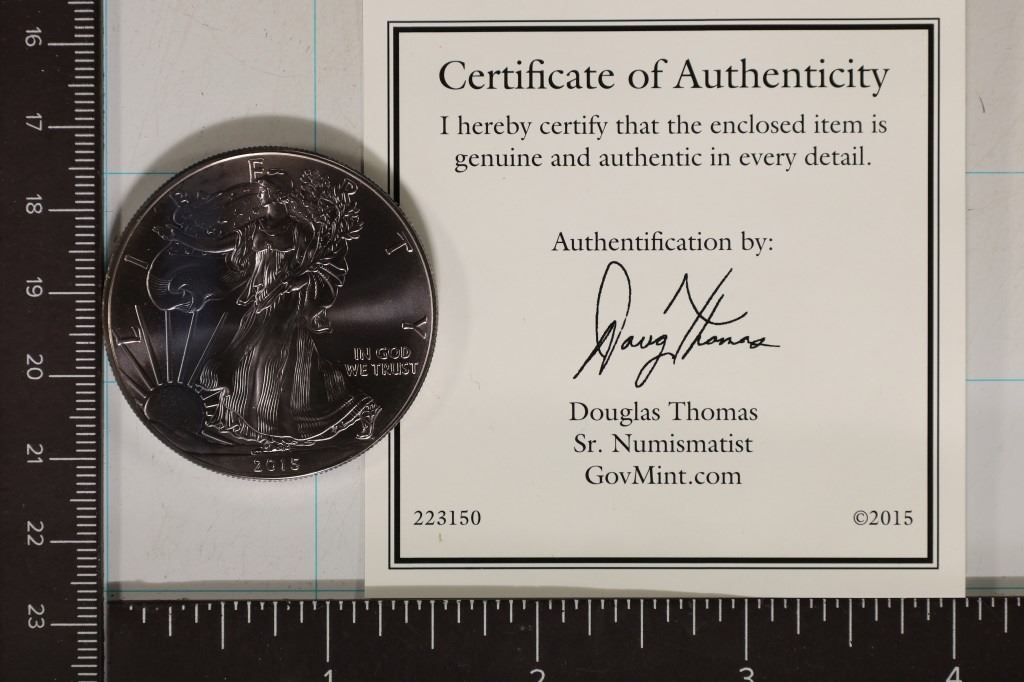 16
17
18
19
20
21
22
23
LIBERTY
IN GOD
WE TRUST
2015
Certificate of Authenticity
I hereby certify that the enclosed item is
genuine and authentic in every detail.
Authentification by:
Doug Thomas
Douglas Thomas
Sr. Numismatist
GovMint.com
223150
©2015
1
2
3
4